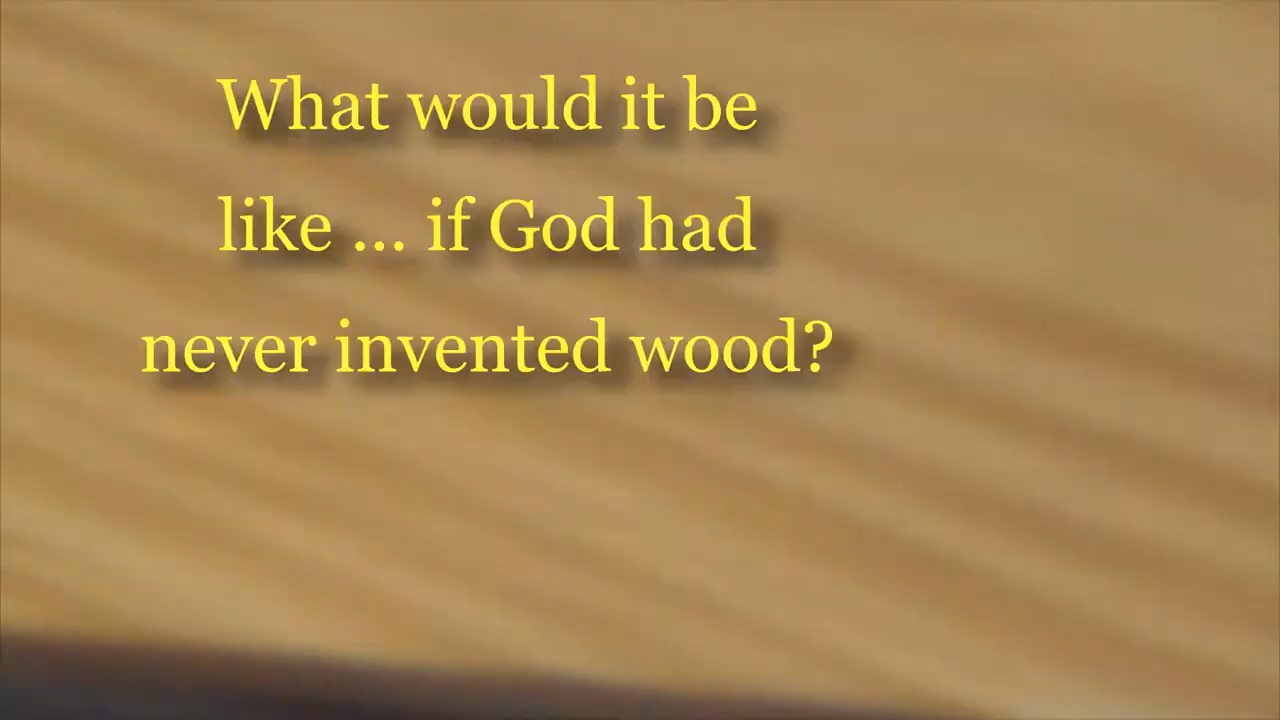 What would it be
like ... if God had
never invented wood?